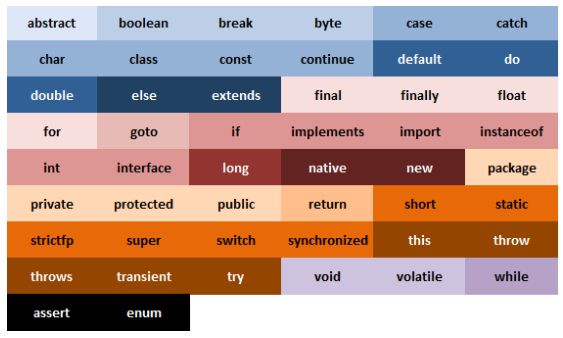 abstract boolean break byte case catch
char class const continue default do
double else extends final finally float
for goto if implements import instanceof
int interface long native new package
private protected public return short static
strictfp super switch synchronized this throw
throws transient try void volatile while
assert enum